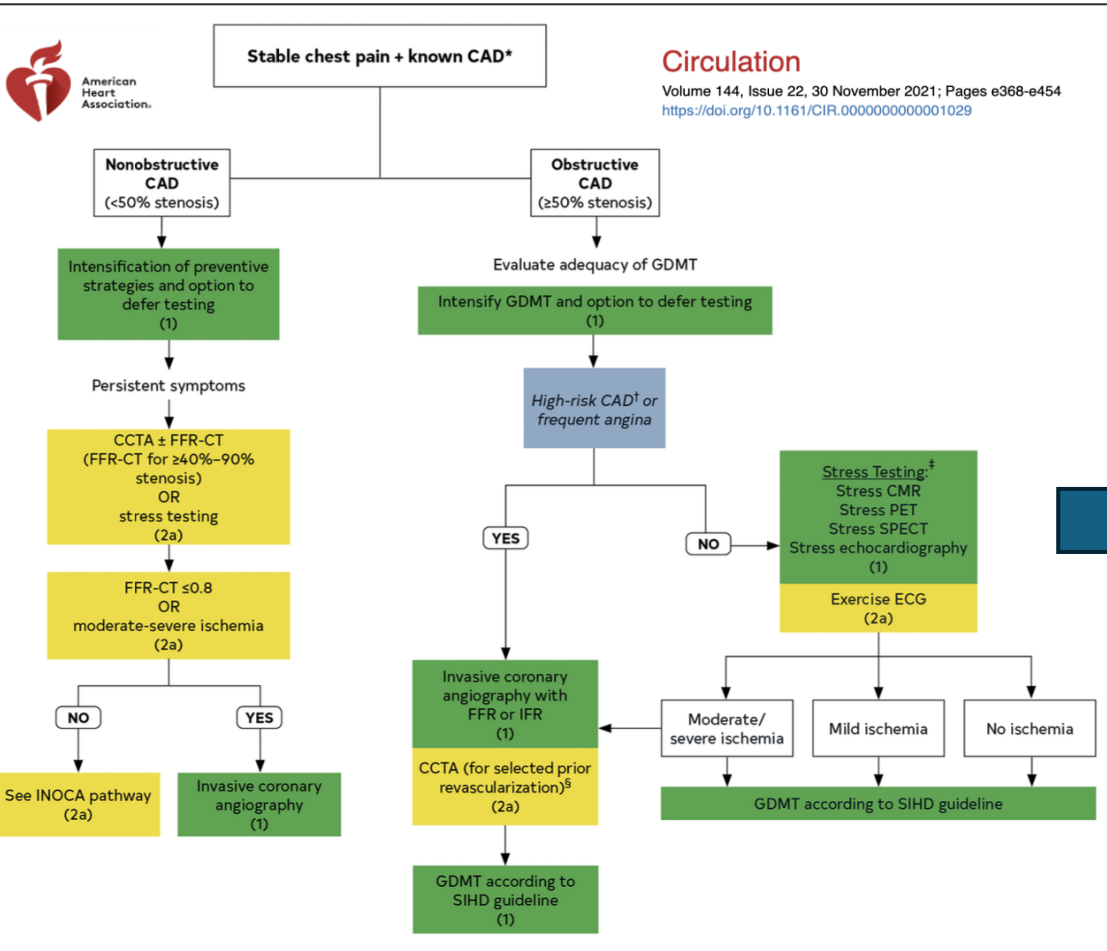 Stable chest pain + known CAD*
American
Heart
Association®
Circulation
Volume 144, Issue 22, 30 November 2021; Pages e368-e454
https://doi.org/10.1161/CIR.0000000000001029
Nonobstructive
CAD
(<50% stenosis)
Obstructive
CAD
(≥50% stenosis)
Intensification of preventive
strategies and option to
defer testing
(1)
Persistent symptoms
CCTA ± FFR-CT
(FFR-CT for ≥40%–90%
stenosis)
OR
stress testing
(2a)
FFR-CT ≤0.8
OR
moderate-severe ischemia
(2a)
NO
YES
See INOCA pathway
(2a)
Invasive coronary
angiography
(1)
Evaluate adequacy of GDMT
Intensify GDMT and option to defer testing
(1)
High-risk CAD† or
frequent angina
YES
NO
Stress Testing:‡
Stress CMR
Stress PET
Stress SPECT
Stress echocardiography
(1)
Exercise ECG
(2a)
Invasive coronary
angiography with
FFR or IFR
(1)
CCTA (for selected prior
revascularization)§
(2a)
GDMT according to
SIHD guideline
(1)
Moderate/
severe ischemia
Mild ischemia
No ischemia
GDMT according to SIHD guideline